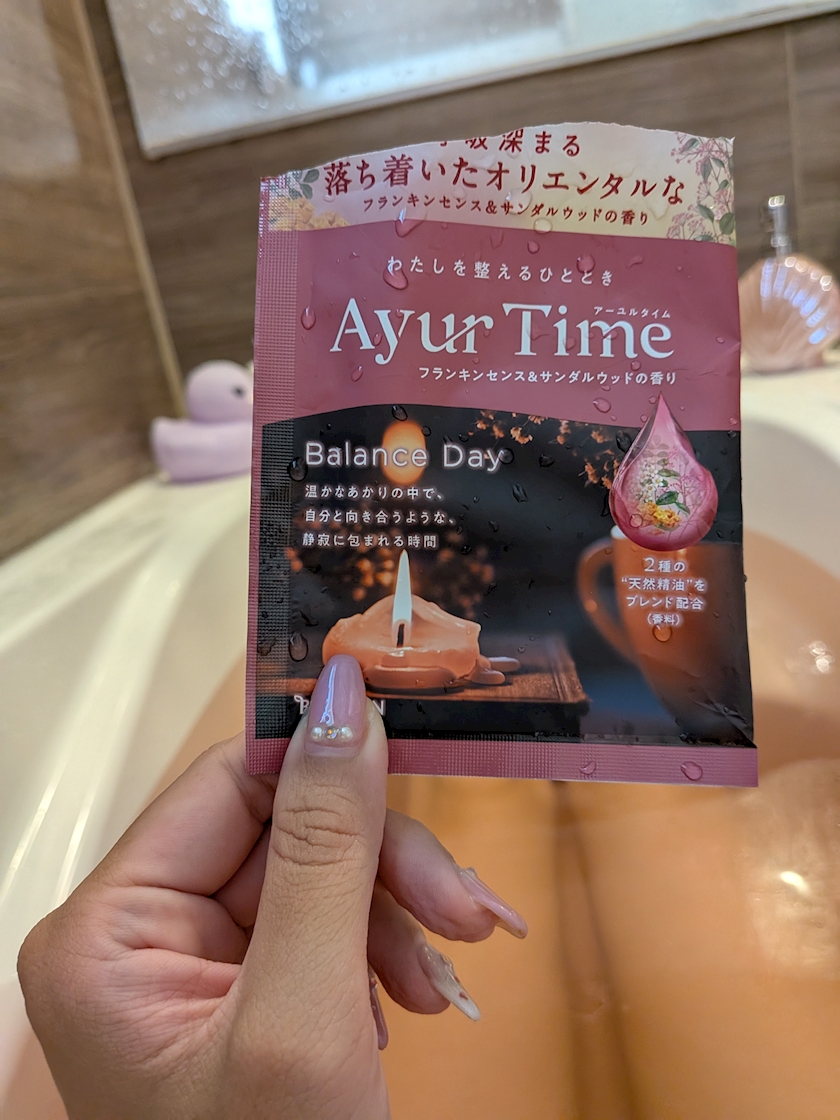 吸深まる
落ち着いたオリエンタルな
フランキンセンス&サンダルウッドの香り
わたしを整えるひととき
アーユルタイム
Ayur Time
フランキンセンス&サンダルウッドの香り
Balance Day
温かなあかりの中で、
自分と向き合うような、
静寂に包まれる時間
2種の
“天然精油”を
ブレンド配合
(香料)